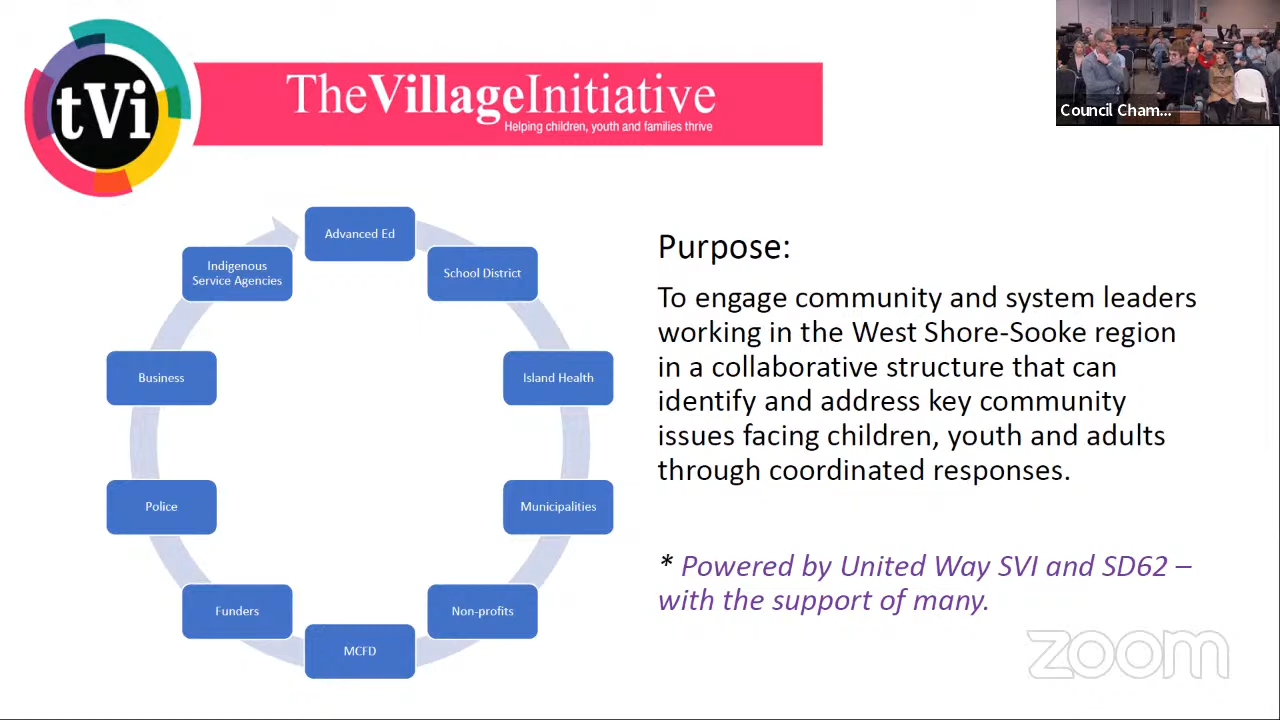 tVi
TheVillageInitiative
Helping children, youth and families thrive
Council Cham...
Advanced Ed
School District
Island Health
Municipalities
Non-profits
MCFD
Funders
Police
Business
Indigenous
Service Agencies
Purpose:
To engage community and system leaders
working in the West Shore-Sooke region
in a collaborative structure that can
identify and address key community
issues facing children, youth and adults
through coordinated responses.
* Powered by United Way SVI and SD62 –
with the support of many.
zoom